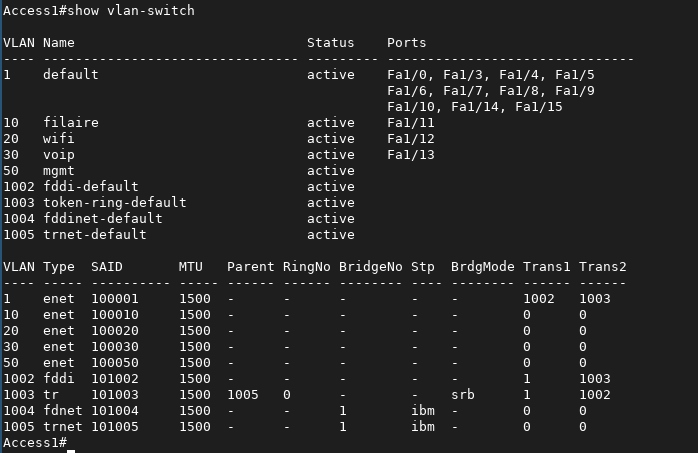 Access1#show vlan-switch

VLAN Name                             Status    Ports
---- -------------------------------- --------- -------------------------------
1    default                          active    Fa1/0, Fa1/3, Fa1/4, Fa1/5
                                                Fa1/6, Fa1/7, Fa1/8, Fa1/9
                                                Fa1/10, Fa1/14, Fa1/15
10   filaire                          active    Fa1/11
20   wifi                             active    Fa1/12
30   voip                             active    Fa1/13
50   mgmt                             active
1002 fddi-default                     active
1003 token-ring-default               active
1004 fddinet-default                  active
1005 trnet-default                    active

VLAN Type  SAID       MTU   Parent RingNo BridgeNo Stp  BrdgMode Trans1 Trans2
---- ----- ---------- ----- ------ ------ -------- ---- -------- ------ ------
1    enet  100001     1500  -      -      -        -    -        1002   1003
10   enet  100010     1500  -      -      -        -    -        0      0
20   enet  100020     1500  -      -      -        -    -        0      0
30   enet  100030     1500  -      -      -        -    -        0      0
50   enet  100050     1500  -      -      -        -    -        0      0
1002 fddi  101002     1500  -      -      -        -    -        1      1003
1003 tr    101003     1500  1005   0      -        -    srb      1      1002
1004 fdnet 101004     1500  -      -      1        ibm  -        0      0
1005 trnet 101005     1500  -      -      1        ibm  -        0      0
Access1#